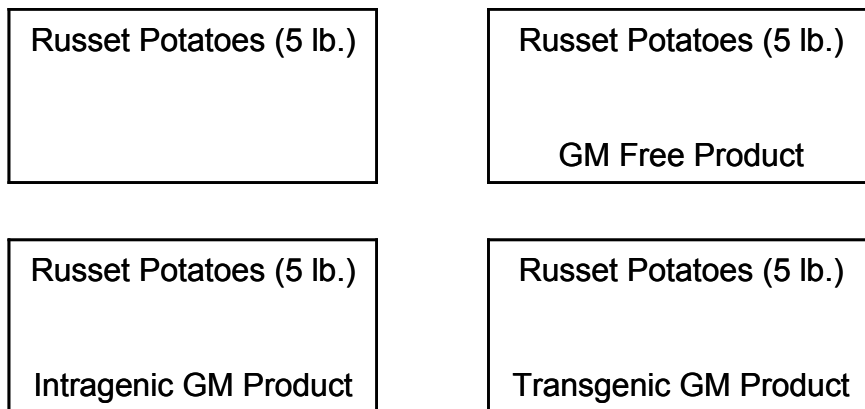 Russet Potatoes (5 lb.)
Russet Potatoes (5 lb.)
GM Free Product
Russet Potatoes (5 lb.)
Intragenic GM Product
Russet Potatoes (5 lb.)
Transgenic GM Product